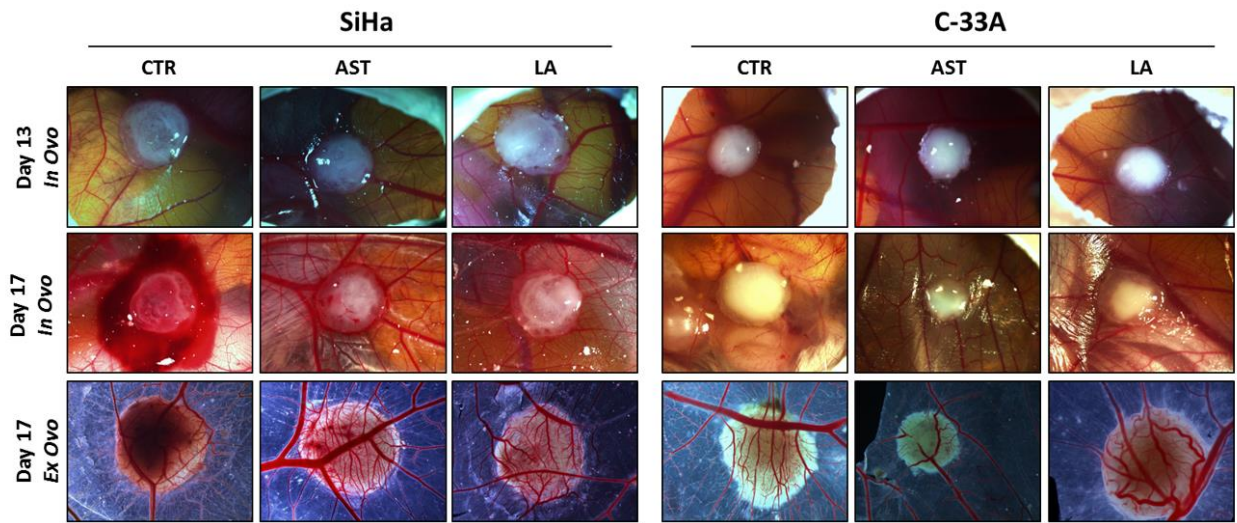 SiHa
C-33A
CTR
AST
LA
CTR
AST
LA
Day 13
In Ovo
Day 17
In Ovo
Day 17
Ex Ovo